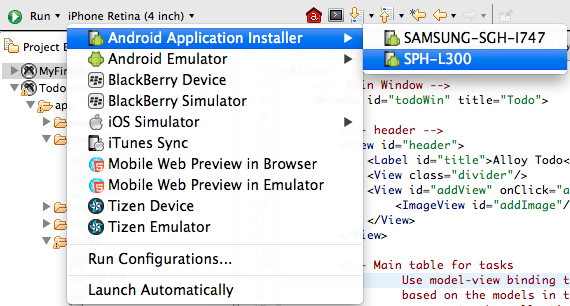 Run iPhone Retina (4 inch)
Project E
MyFir
Todo
ap
Android Application Installer
Android Emulator
BlackBerry Device
BlackBerry Simulator
iOS Simulator
iTunes Sync
Mobile Web Preview in Browser
Mobile Web Preview in Emulator
Tizen Device
Tizen Emulator
Run Configurations...
Launch Automatically
SAMSUNG-SGH-I747
SPH-L300
in Window -->
id="todoWin" title="Todo">
- header -->
iew id="header">
<Label id="title">Alloy Todo<
<View class="divider"/>
<View id="addView" onClick="a
<ImageView id="addImage"/
</View>
View>
- Main table for tasks
Use model-view binding t
based on the models in t